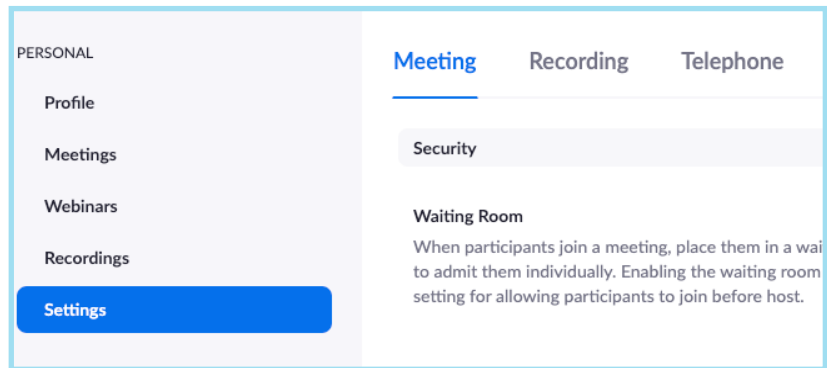 PERSONAL
Profile
Meetings
Webinars
Recordings
Settings
Meeting Recording Telephone
Security
Waiting Room
When participants join a meeting, place them in a
to admit them individually. Enabling the waiting room
setting for allowing participants to join before host.